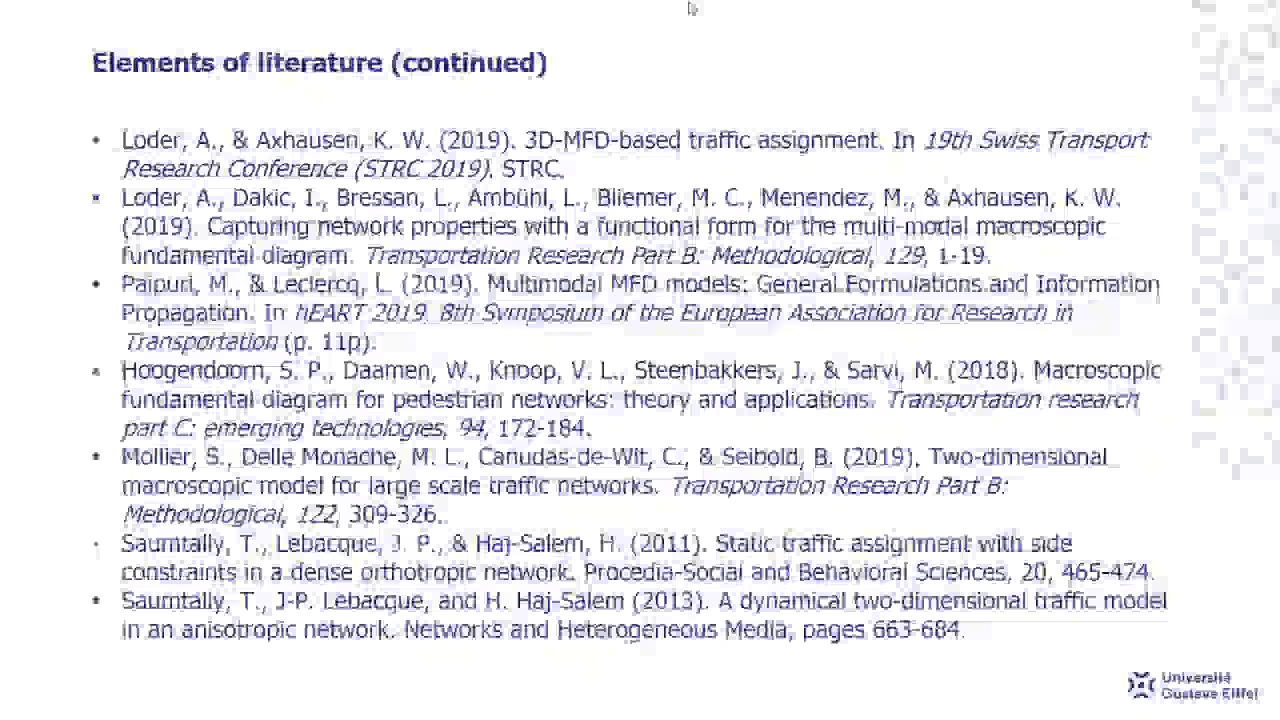 Elements of literature (continued)
• Loder, A., & Axhausen, K. W. (2019). 3D-MFD-based traffic assignment. In 19th Swiss Transport
Research Conference (STRC 2019). STRC.
• Loder, A., Dakic, I., Bressan, L., Ambühl, L., Bliemer, M. C., Menendez, M., & Axhausen, K. W.
(2019). Capturing network properties with a functional form for the multi-modal macroscopic
fundamental diagram. Transportation Research Part B: Methodological, 129, 1-19.
• Paipuri, M., & Leclercq, L. (2019). Multimodal MFD models: General Formulations and Information
Propagation. In hEART 2019, 8th Symposium of the European Association for Research in
Transportation (p. 11p).
• Hoogendoorn, S. P., Daamen, W., Knoop, V. L., Steenbakkers, J., & Sarvi, M. (2018). Macroscopic
fundamental diagram for pedestrian networks: theory and applications. Transportation research
part C: emerging technologies, 94, 172-184.
• Mollier, S., Delle Monache, M. L., Canudas-de-Wit, C., & Seibold, B. (2019). Two-dimensional
macroscopic model for large scale traffic networks. Transportation Research Part B:
Methodological, 122, 309-326.
• Saumtally, T., Lebacque, J. P., & Haj-Salem, H. (2011). Static traffic assignment with side
constraints in a dense orthotropic network. Procedia-Social and Behavioral Sciences, 20, 465-474.
• Saumtally, T., J-P. Lebacque, and H. Haj-Salem (2013). A dynamical two-dimensional traffic model
in an anisotropic network. Networks and Heterogeneous Media, pages 663-684.
Université
Gustave Eiffel